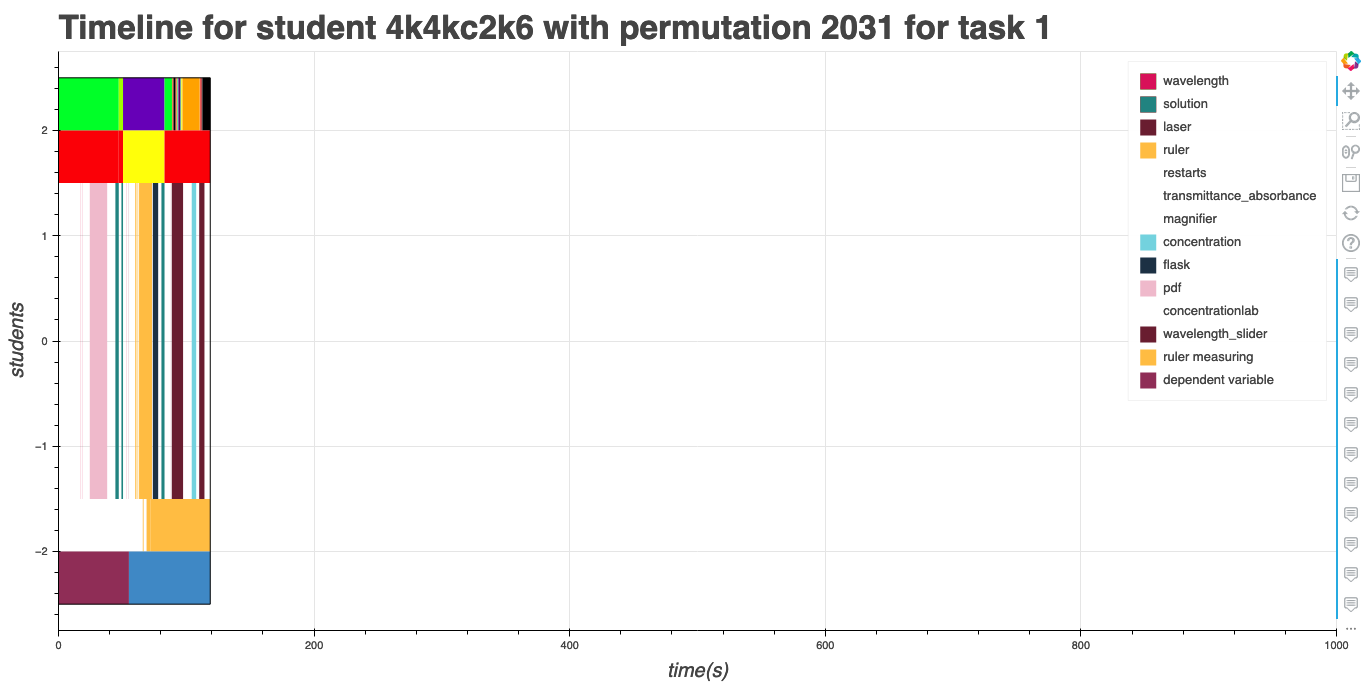 Timeline for student 4k4kc2k6 with permutation 2031 for task 1
wavelength
solution
laser
ruler
restarts
transmittance_absorbance
magnifier
concentration
flask
pdf
concentrationlab
wavelength_slider
ruler measuring
dependent variable
students
2
1
0
−1
−2
0
200
400
600
800
1000
time(s)